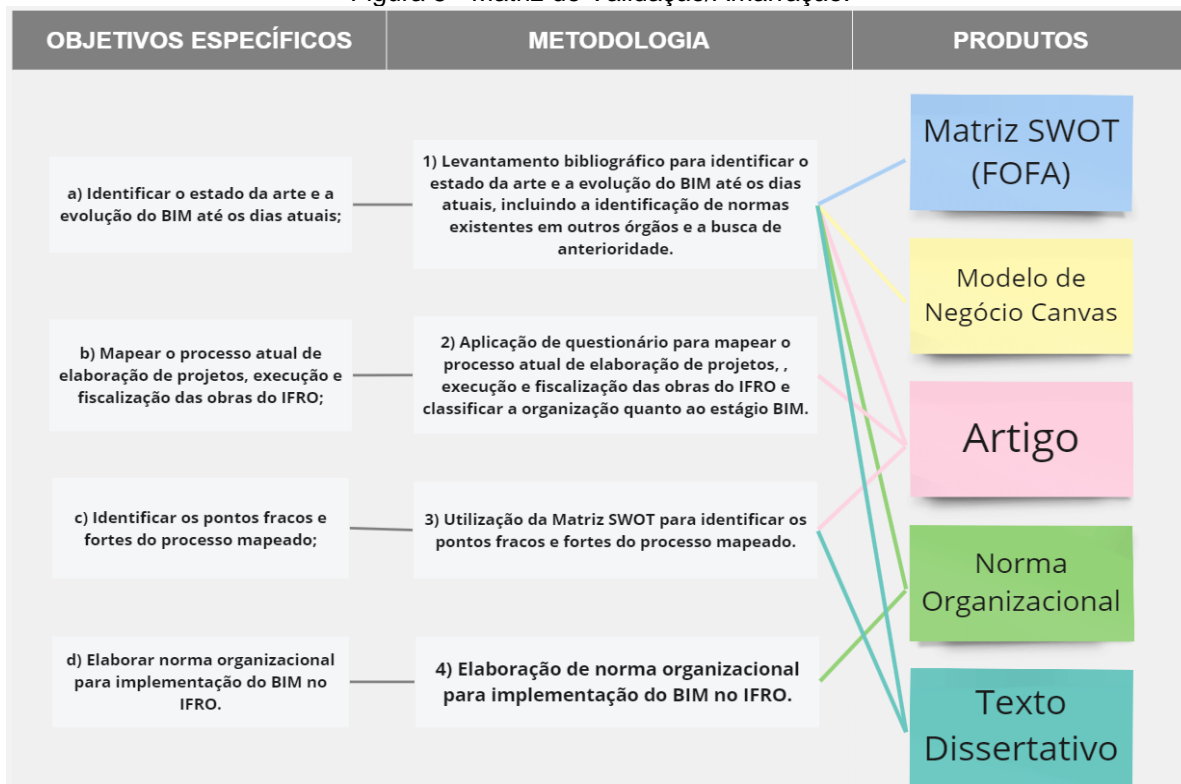 Figura 3 - Matriz de Validação/Amarração.
OBJETIVOS ESPECÍFICOS
METODOLOGIA
PRODUTOS
a) Identificar o estado da arte e a
evolução do BIM até os dias atuais;
1) Levantamento bibliográfico para identificar o
estado da arte e a evolução do BIM até os dias
atuais, incluindo a identificação de normas
existentes em outros órgãos e a busca de
anterioridade.
Matriz SWOT
(FOFA)
Modelo de
Negócio Canvas
b) Mapear o processo atual de
elaboração de projetos, execução e
fiscalização das obras do IFRO;
2) Aplicação de questionário para mapear o
processo atual de elaboração de projetos, ,
execução e fiscalização das obras do IFRO e
classificar a organização quanto ao estágio BIM.
Artigo
c) Identificar os pontos fracos e
fortes do processo mapeado;
3) Utilização da Matriz SWOT para identificar os
pontos fracos e fortes do processo mapeado.
Norma
Organizacional
d) Elaborar norma organizacional
para implementação do BIM no
IFRO.
4) Elaboração de norma organizacional
para implementação do BIM no IFRO.
Texto
Dissertativo